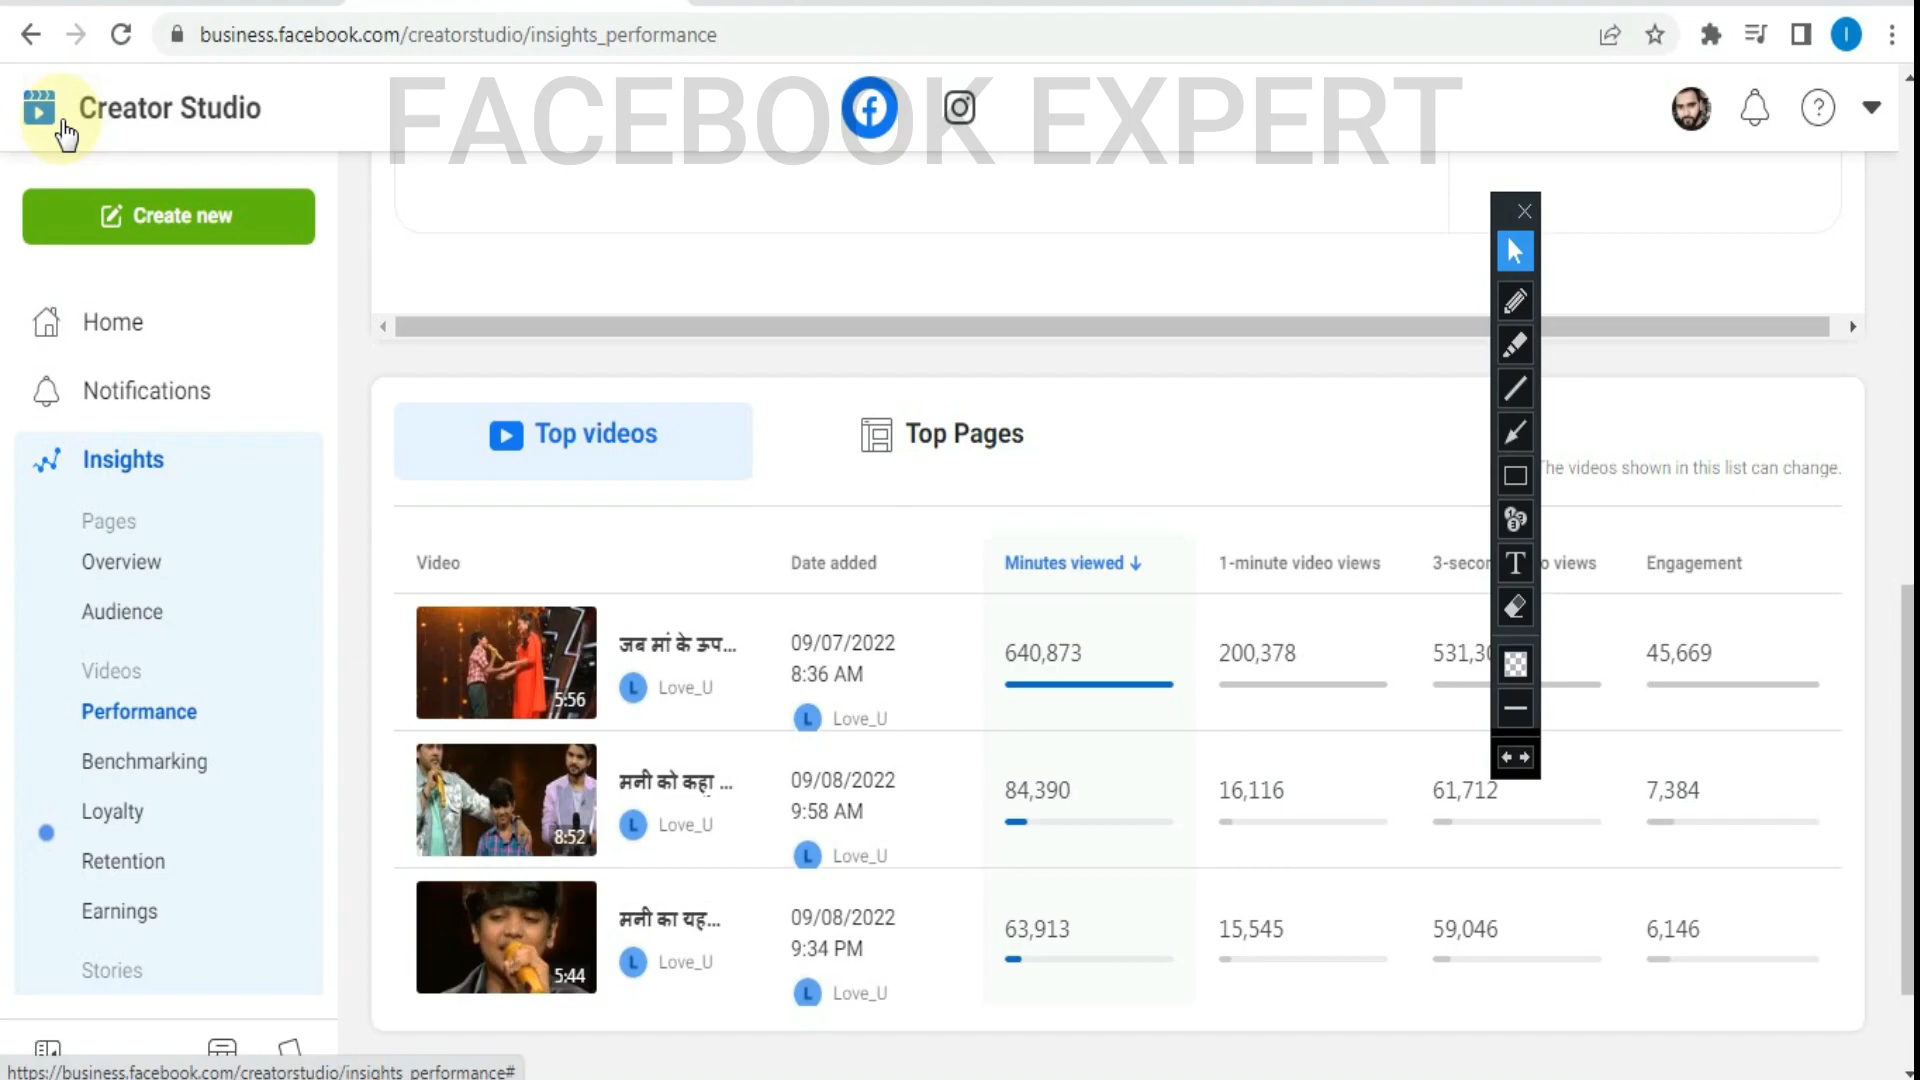 business.facebook.com/creatorstudio/insights_performance
I
Creator Studio
FACEBOOK EXPERT
Create new
Home
Notifications
Insights
Pages
Overview
Audience
Videos
Performance
Benchmarking
Loyalty
Retention
Earnings
Stories
Top videos
Top Pages
The videos shown in this list can change.
Video
Date added
Minutes viewed
1-minute video views
views
Engagement
जब मां के ऊप...
L Love_U
5:56
09/07/2022
8:36 AM
L Love_U
640,873
200,378
45,669
मनी को कहा ...
L Love_U
8:52
09/08/2022
9:58 AM
L Love_U
84,390
16,116
61,712
7,384
मनी का यह...
L Love_U
5:44
09/08/2022
9:34 PM
L Love_U
63,913
15,545
59,046
6,146
T
https://business.facebook.com/creatorstudio/insights_performance#